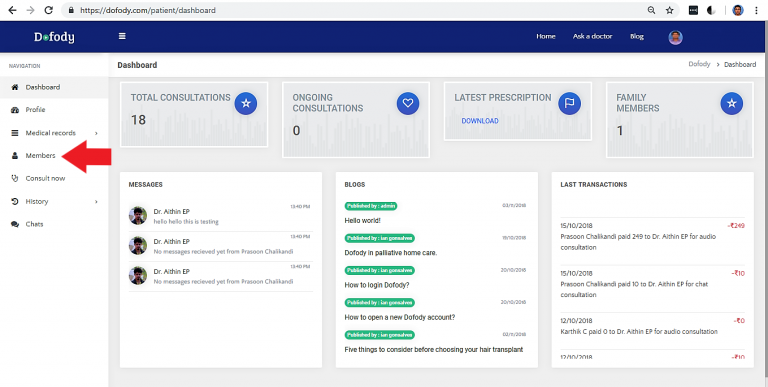 https://dofody.com/patient/dashboard
Dofody
Home
Ask a doctor
Blog
NAVIGATION
Dashboard
Profile
Medical records
Members
Consult now
History
Chats
Dashboard
Dofody > Dashboard
TOTAL CONSULTATIONS
18
ONGOING
CONSULTATIONS
0
LATEST PRESCRIPTION
DOWNLOAD
FAMILY
MEMBERS
1
MESSAGES
13:40 PM
Dr. Aithin EP
hello hello this is testing
13:40 PM
Dr. Aithin EP
No messages recieved yet from Prasoon Chalikandi
13:40 PM
Dr. Aithin EP
No messages recieved yet from Prasoon Chalikandi
BLOGS
Published by : admin
03/11/2018
Hello world!
Published by : ian gonsalves
15/10/2018
Dofody in palliative home care.
Published by : ian gonsalves
20/10/2018
How to login Dofody?
Published by : ian gonsalves
20/10/2018
How to open a new Dofody account?
Published by : ian gonsalves
02/11/2018
Five things to consider before choosing your hair transplant
LAST TRANSACTIONS
15/10/2018 -₹249
Prasoon Chalikandi paid 249 to Dr. Aithin EP for audio
consultation
15/10/2018 -₹10
Prasoon Chalikandi paid 10 to Dr. Aithin EP for chat
consultation
12/10/2018 -₹0
Karthik C paid 0 to Dr. Aithin EP for audio consultation
12/10/2018 -₹10